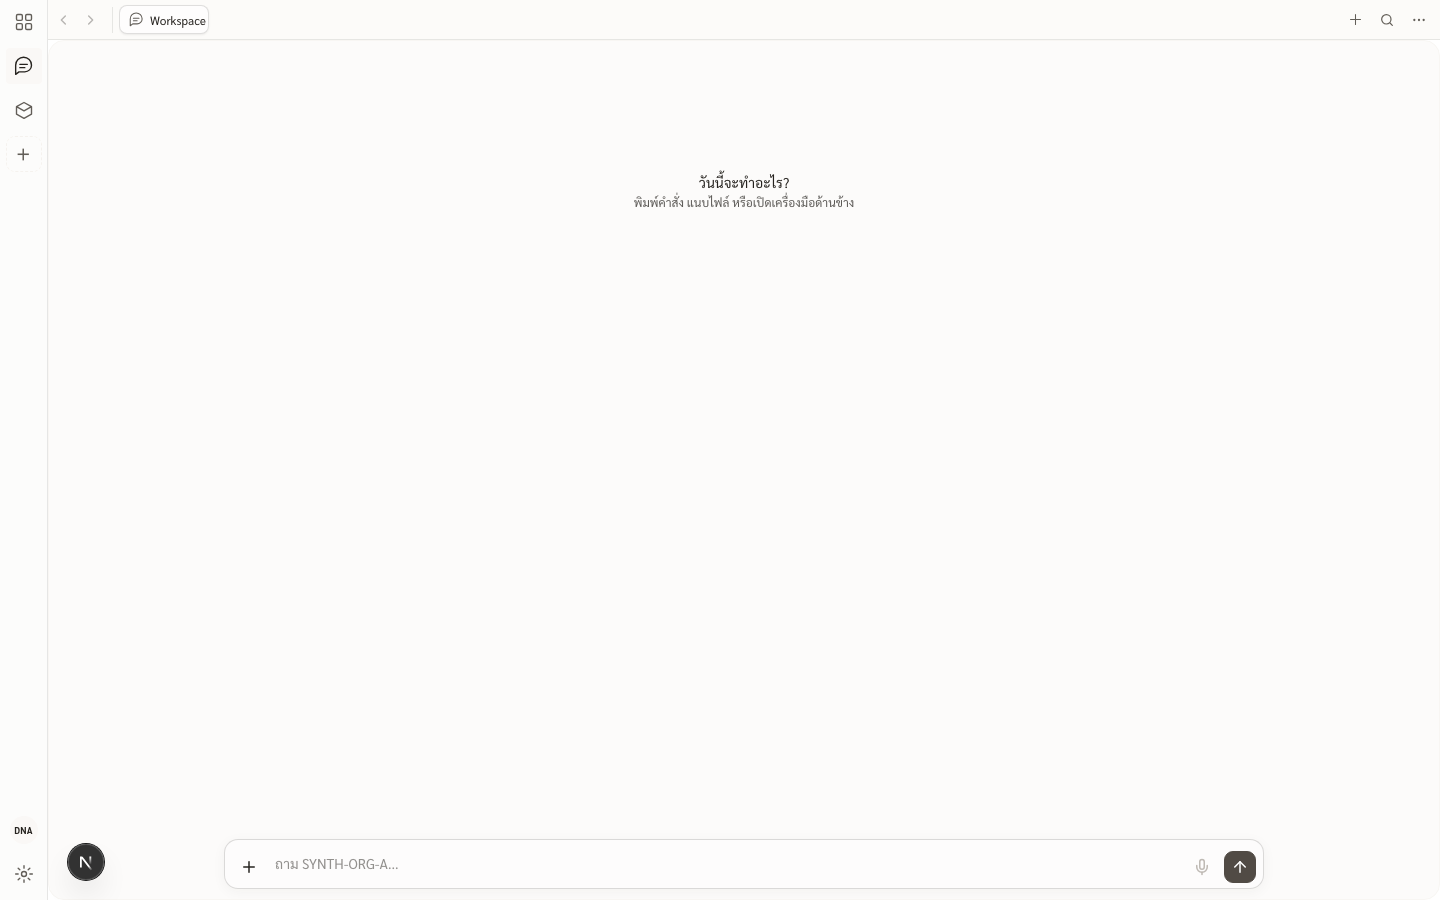 Workspace
วันนี้จะทำอะไร?
พิมพ์คำสั่ง แนบไฟล์ หรือเปิดเครื่องมือด้านข้าง
DNA
N
ถาม SYNTH-ORG-A...